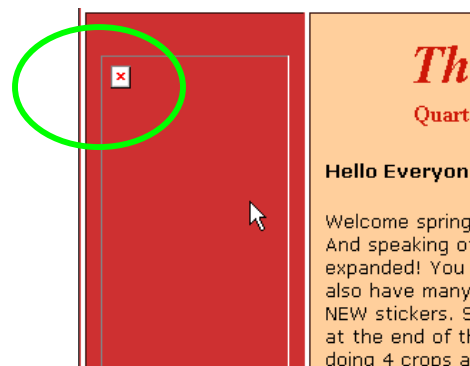 Th
Quart
Hello Everyon
Welcome spring
And speaking of
expanded! You
also have many
NEW stickers. S
at the end of th
doing 4 crops a